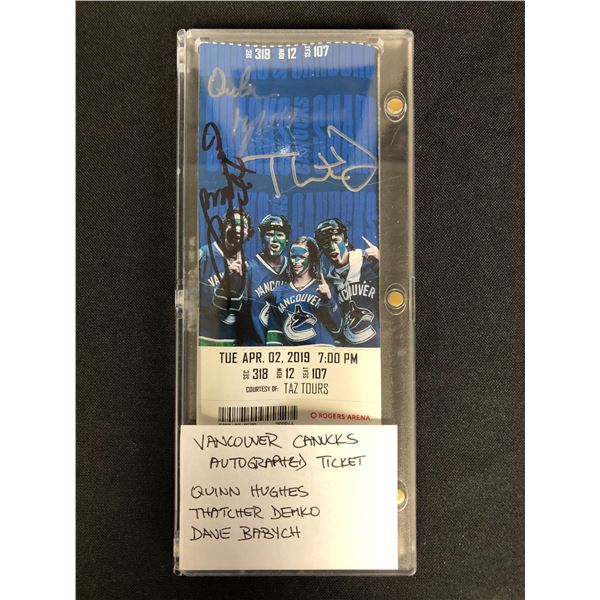 SEC 318 ROW 12 SEAT 107
VANCOUVER
VANCOUVER
TUE APR. 02, 2019 7:00 PM
SEC 318 ROW 12 SEAT 107
COURTESY OF: TAZ TOURS
ROGERS ARENA
VANCOUVER CANUCKS
AUTOGRAPHED TICKET
QUINN HUGHES
THATCHER DEMKO
DAVE BABYCH